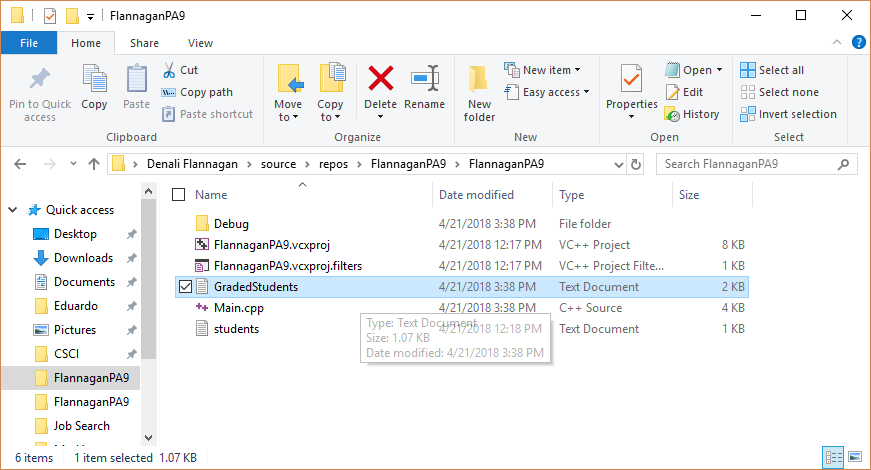 FlannaganPA9
File Home Share View
Pin to Quick access
Copy
Paste
Cut
Copy path
Paste shortcut
Clipboard
Move to
Copy to
Delete
Rename
Organize
New folder
New item
Easy access
New
Properties
Open
Edit
History
Open
Select all
Select none
Invert selection
Select
Denali Flannagan > source > repos > FlannaganPA9 > FlannaganPA9
Search FlannaganPA9
Quick access
Desktop
Downloads
Documents
Eduardo
Pictures
CSCI
FlannaganPA9
FlannaganPA9
Job Search
Name Date modified Type Size
Debug 4/21/2018 3:38 PM File folder
FlannaganPA9.vcxproj 4/21/2018 12:17 PM VC++ Project 8 KB
FlannaganPA9.vcxproj.filters 4/21/2018 12:17 PM VC++ Project Filte... 1 KB
GradedStudents 4/21/2018 3:38 PM Text Document 2 KB
Main.cpp 4/21/2018 3:38 PM C++ Source 4 KB
students 4/21/2018 12:18 PM Text Document 1 KB
Type: Text Document
Size: 1.07 KB
Date modified: 4/21/2018 3:38 PM
6 items 1 item selected 1.07 KB